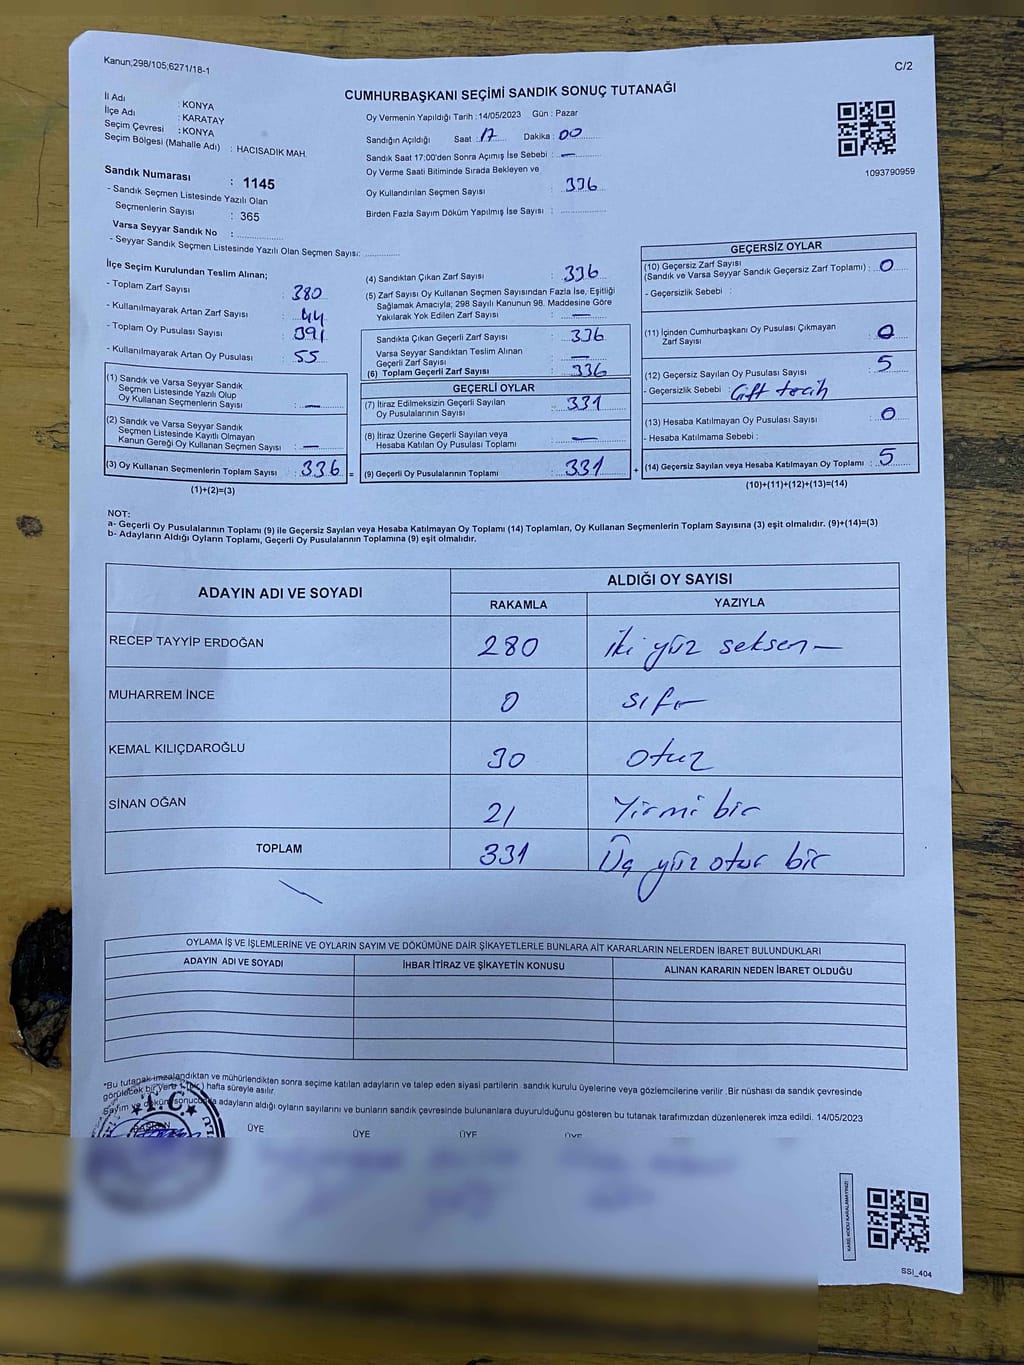 Kanun;298/105;6271/18-1
C/2
CUMHURBAŞKANI SEÇİMİ SANDIK SONUÇ TUTANAĞI
İl Adı : KONYA
İlçe Adı : KARATAY
Seçim Çevresi : KONYA
Seçim Bölgesi (Mahalle Adı) : HACISADIK MAH.
Sandık Numarası : 1145
- Sandık Seçmen Listesinde Yazılı Olan
Seçmenlerin Sayısı : 365
Varsa Seyyar Sandık No :
- Seyyar Sandık Seçmen Listesinde Yazılı Olan Seçmen Sayısı:
Oy Vermenin Yapıldığı Tarih :14/05/2023 Gün : Pazar
Sandığın Açıldığı Saat : 17 Dakika : 00
Sandık Saat 17:00'den Sonra Açımış İse Sebebi : —
Oy Verme Saati Bitiminde Sırada Bekleyen ve
Oy Kullandırılan Seçmen Sayısı : 336
Birden Fazla Sayım Döküm Yapılmış İse Sayısı :
1093790959
İlçe Seçim Kurulundan Teslim Alınan;
- Toplam Zarf Sayısı : 380
- Kullanılmayarak Artan Zarf Sayısı : 44
- Toplam Oy Pusulası Sayısı : 391
- Kullanılmayarak Artan Oy Pusulası : 55
(1) Sandık ve Varsa Seyyar Sandık
Seçmen Listesinde Yazılı Olup
Oy Kullanan Seçmenlerin Sayısı : —
(2) Sandık ve Varsa Seyyar Sandık
Seçmen Listesinde Kayıtlı Olmayan
Kanun Gereği Oy Kullanan Seçmen Sayısı : —
(3) Oy Kullanan Seçmenlerin Toplam Sayısı : 336 =
(1)+(2)=(3)
(4) Sandıktan Çıkan Zarf Sayısı : 336
(5) Zarf Sayısı Oy Kullanan Seçmen Sayısından Fazla İse, Eşitliği
Sağlamak Amacıyla; 298 Sayılı Kanunun 98. Maddesine Göre
Yakılarak Yok Edilen Zarf Sayısı : —
Sandıkta Çıkan Geçerli Zarf Sayısı : 336
Varsa Seyyar Sandıktan Teslim Alınan
Geçerli Zarf Sayısı : —
(6) Toplam Geçerli Zarf Sayısı : 336
GEÇERLİ OYLAR
(7) İtiraz Edilmeksizin Geçerli Sayılan
Oy Pusulalarının Sayısı : 331
(8) İtiraz Üzerine Geçerli Sayılan veya
Hesaba Katılan Oy Pusulası Toplamı : —
(9) Geçerli Oy Pusulalarının Toplamı : 331 +
GEÇERSİZ OYLAR
(10) Geçersiz Zarf Sayısı
(Sandık ve Varsa Seyyar Sandık Geçersiz Zarf Toplamı) : 0
- Geçersizlik Sebebi :
(11) İçinden Cumhurbaşkanı Oy Pusulası Çıkmayan
Zarf Sayısı : 0
(12) Geçersiz Sayılan Oy Pusulası Sayısı : 5
- Geçersizlik Sebebi : Çift tercih
(13) Hesaba Katılmayan Oy Pusulası Sayısı : 0
- Hesaba Katılmama Sebebi :
(14) Geçersiz Sayılan veya Hesaba Katılmayan Oy Toplamı : 5
(10)+(11)+(12)+(13)=(14)
NOT:
a- Geçerli Oy Pusulalarının Toplamı (9) ile Geçersiz Sayılan veya Hesaba Katılmayan Oy Toplamı (14) Toplamları, Oy Kullanan Seçmenlerin Toplam Sayısına (3) eşit olmalıdır. (9)+(14)=(3)
b- Adayların Aldığı Oyların Toplamı, Geçerli Oy Pusulalarının Toplamına (9) eşit olmalıdır.
ADAYIN ADI VE SOYADI
ALDIĞI OY SAYISI
RAKAMLA YAZIYLA
RECEP TAYYİP ERDOĞAN 280 iki yüz seksen —
MUHARREM İNCE 0 sıfır
KEMAL KILIÇDAROĞLU 30 otuz
SİNAN OĞAN 21 Yirmi bir
TOPLAM 331 Üç yüz otuz bir
OYLAMA İŞ VE İŞLEMLERİNE VE OYLARIN SAYIM VE DÖKÜMÜNE DAİR ŞİKAYETLERLE BUNLARA AİT KARARLARIN NELERDEN İBARET BULUNDUKLARI
ADAYIN ADI VE SOYADI İHBAR İTİRAZ VE ŞİKAYETİN KONUSU ALINAN KARARIN NEDEN İBARET OLDUĞU
*Bu tutanak imzalandıktan ve mühürlendikten sonra seçime katılan adayların ve talep eden siyasi partilerin sandık kurulu üyelerine veya gözlemcilerine verilir. Bir nüshası da sandık çevresinde
görülecek bir yere 1 (bir) hafta süreyle asılır.
Sayım ve döküm sonucunda adayların aldığı oyların sayılarını ve bunların sandık çevresinde bulunanlara duyurulduğunu gösteren bu tutanak tarafımızdan düzenlenerek imza edildi. 14/05/2023
T.C.
BAŞKAN ÜYE ÜYE ÜYE ÜYE
KARE KODU KARALAMAYINIZ!
SSI_404